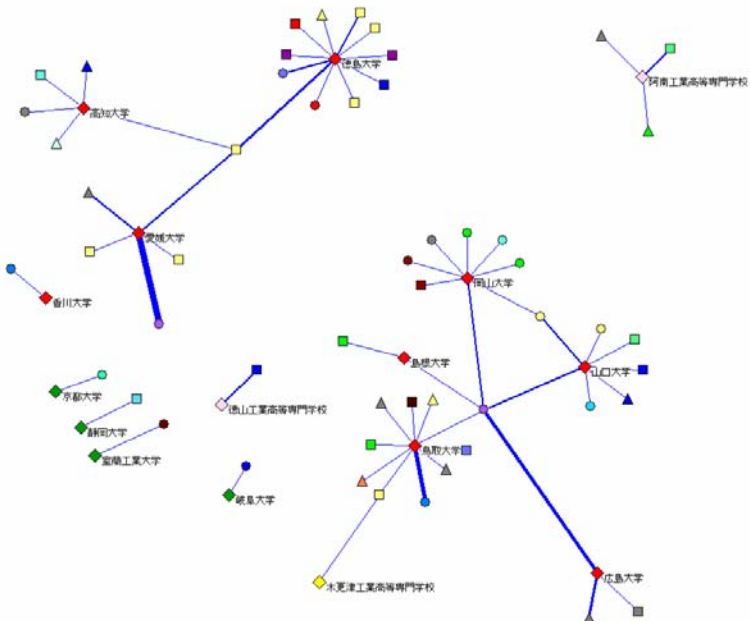 徳島大学
阿南工業高等専門学校
高知大学
愛媛大学
岡山大学
香川大学
島根大学
山口大学
京都大学
徳山工業高等専門学校
静岡大学
鳥取大学
室蘭工業大学
岐阜大学
広島大学
木更津工業高等専門学校